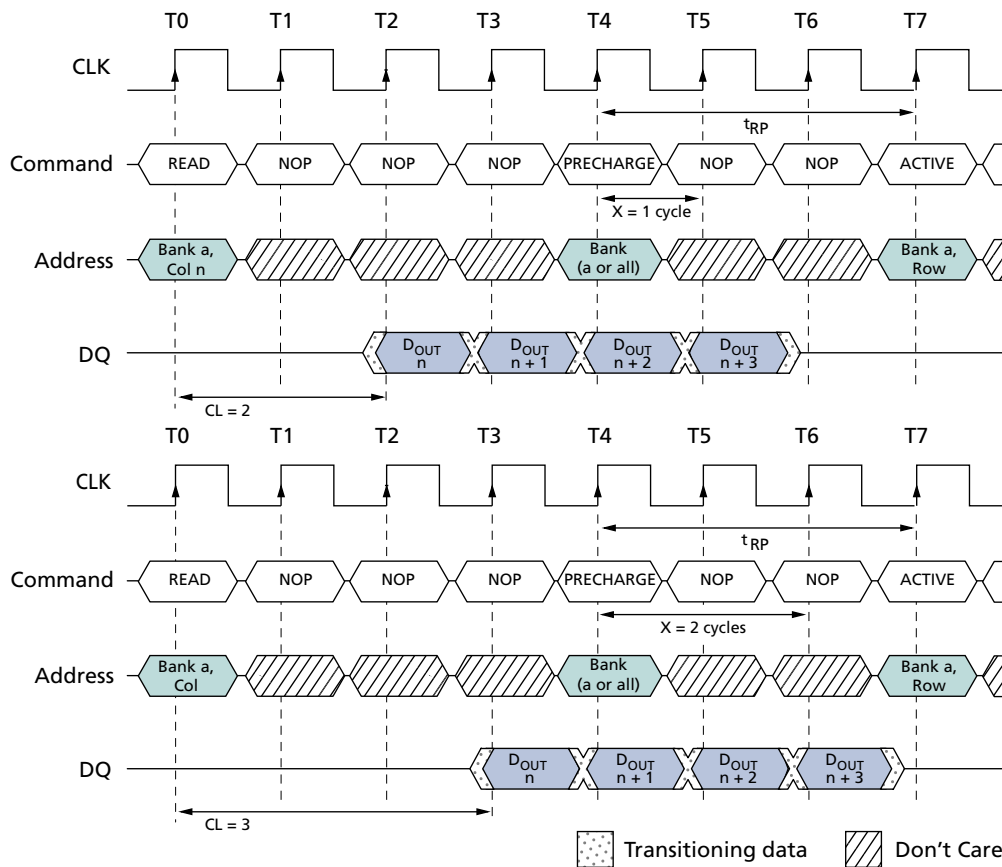 T0 T1 T2 T3 T4 T5 T6 T7
CLK
tRP
Command READ NOP NOP NOP PRECHARGE NOP NOP ACTIVE
X = 1 cycle
Address Bank a, Col n Bank (a or all) Bank a, Row
DQ DOUT n DOUT n + 1 DOUT n + 2 DOUT n + 3
CL = 2
T0 T1 T2 T3 T4 T5 T6 T7
CLK
tRP
Command READ NOP NOP NOP PRECHARGE NOP NOP ACTIVE
X = 2 cycles
Address Bank a, Col Bank (a or all) Bank a, Row
DQ DOUT n DOUT n + 1 DOUT n + 2 DOUT n + 3
CL = 3
Transitioning data Don't Care